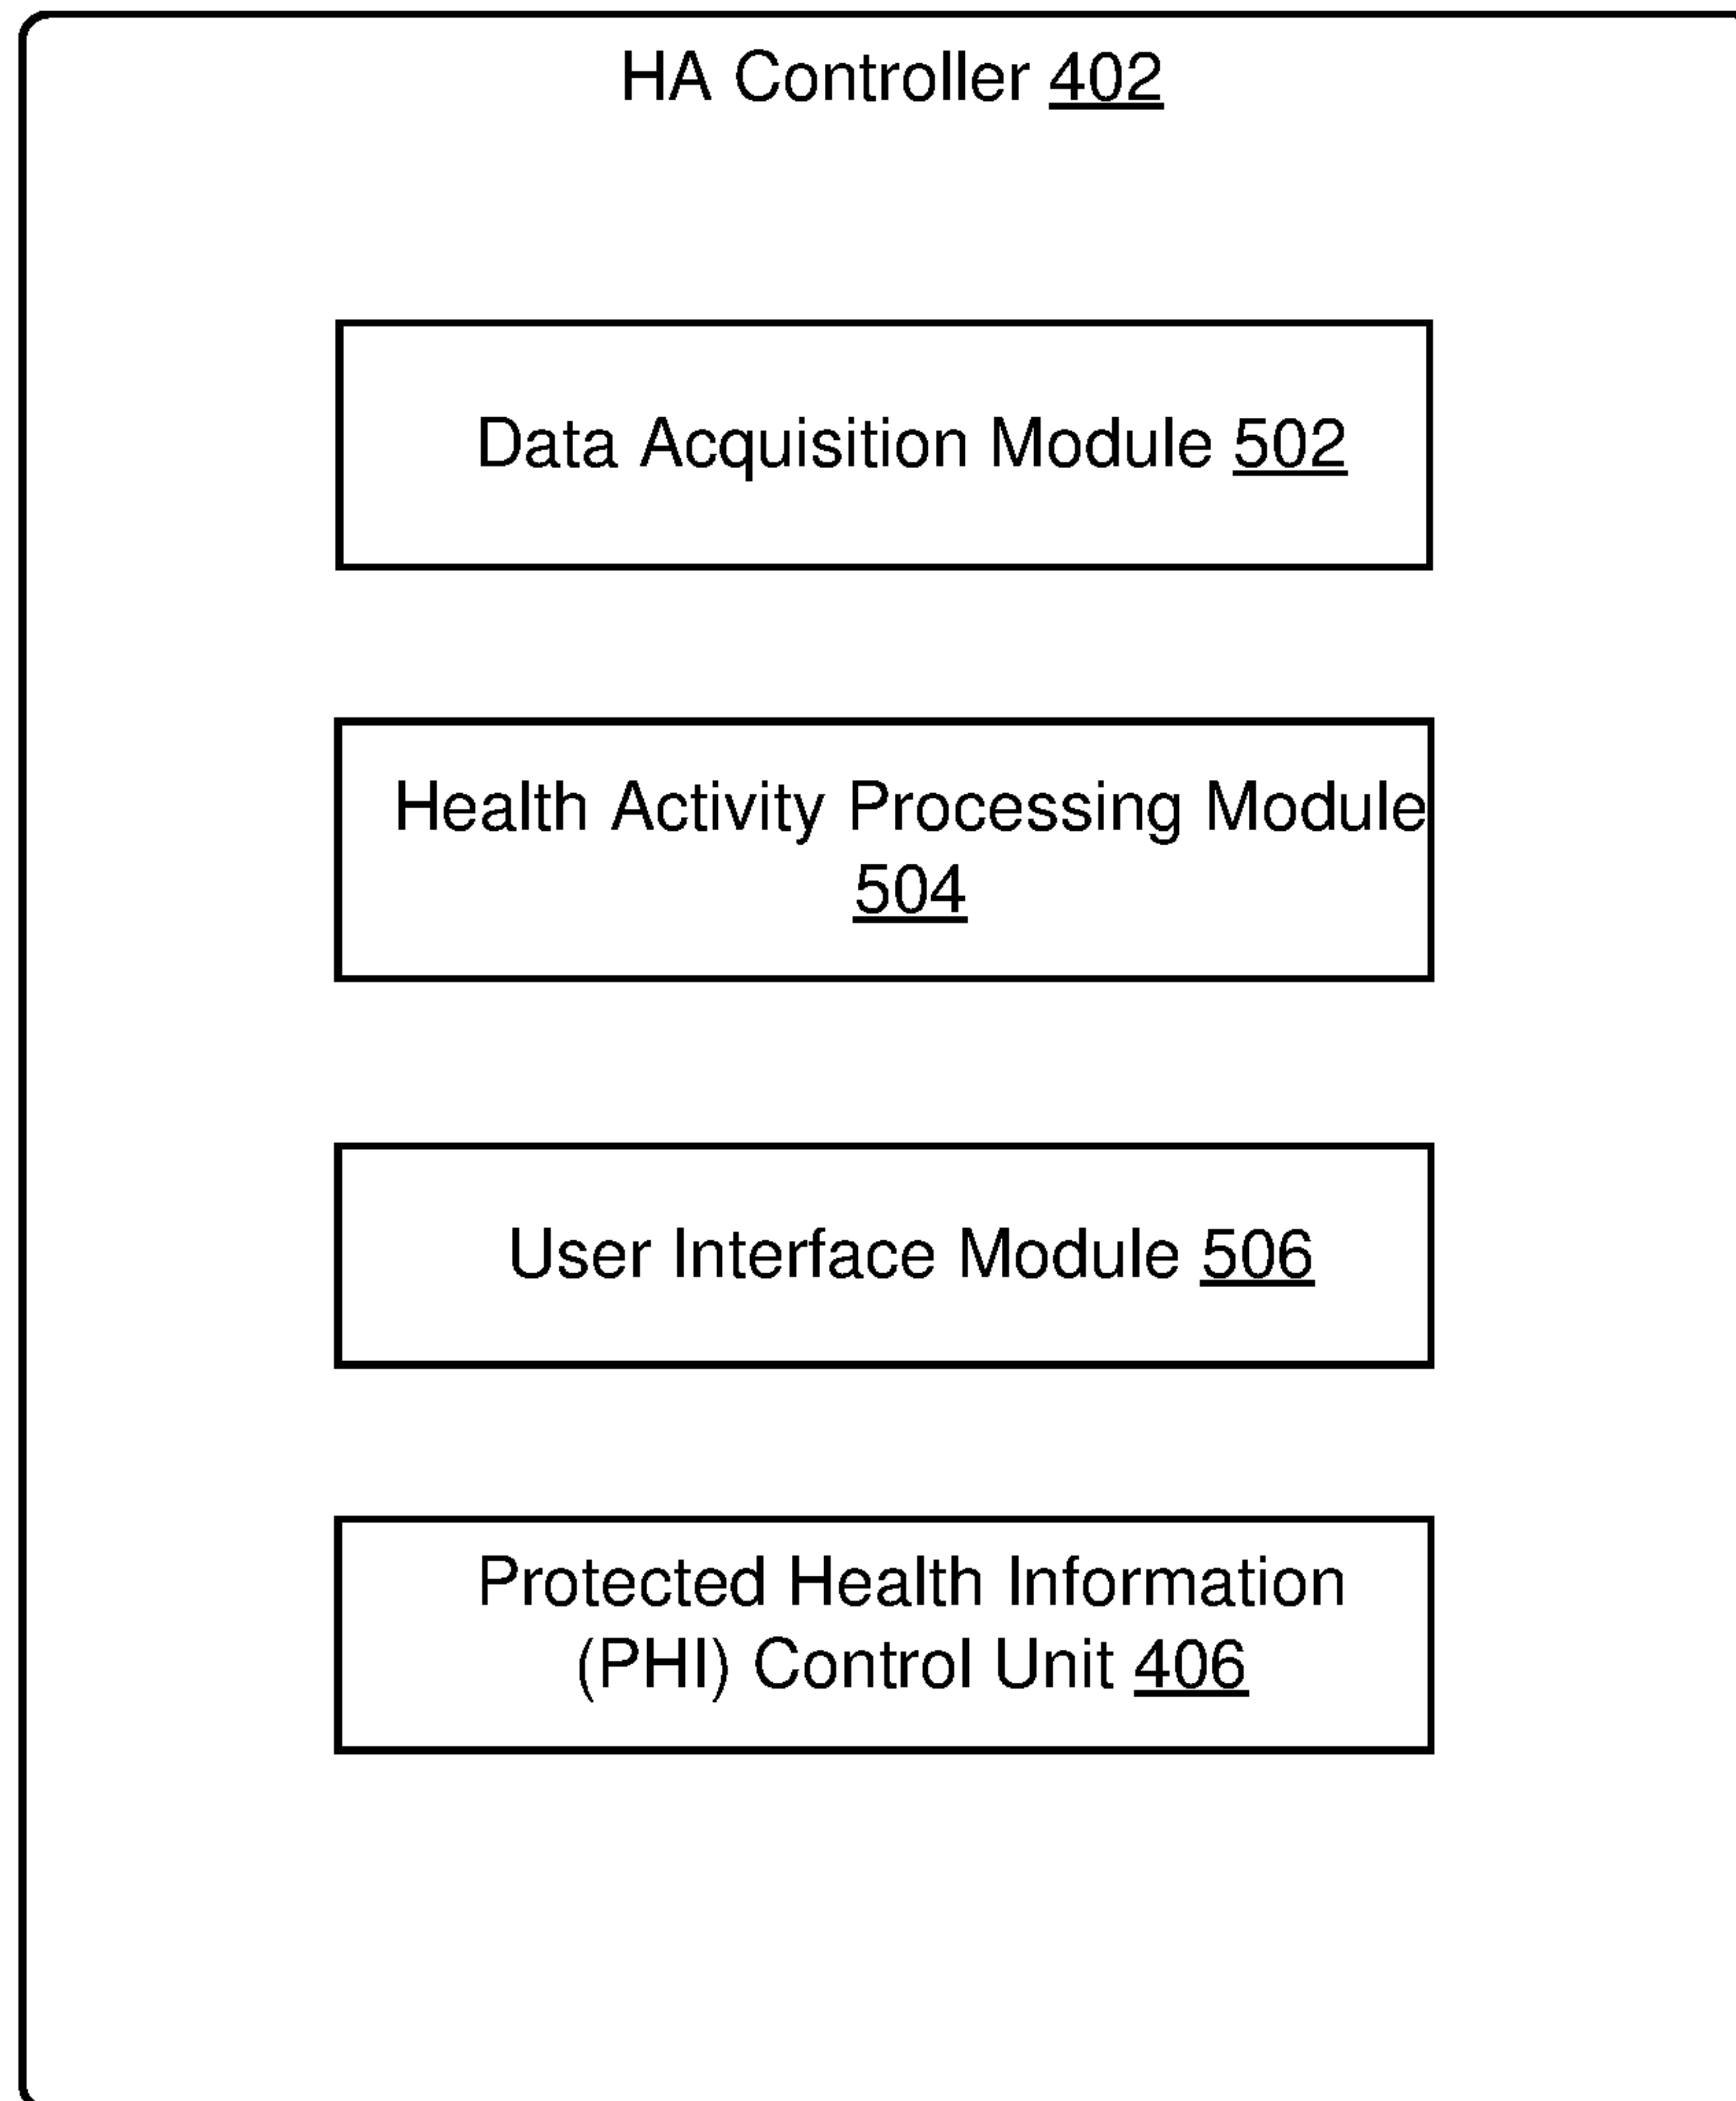 HA Controller 402
Data Acquisition Module 502
Health Activity Processing Module
504
User Interface Module 506
Protected Health Information
(PHI) Control Unit 406